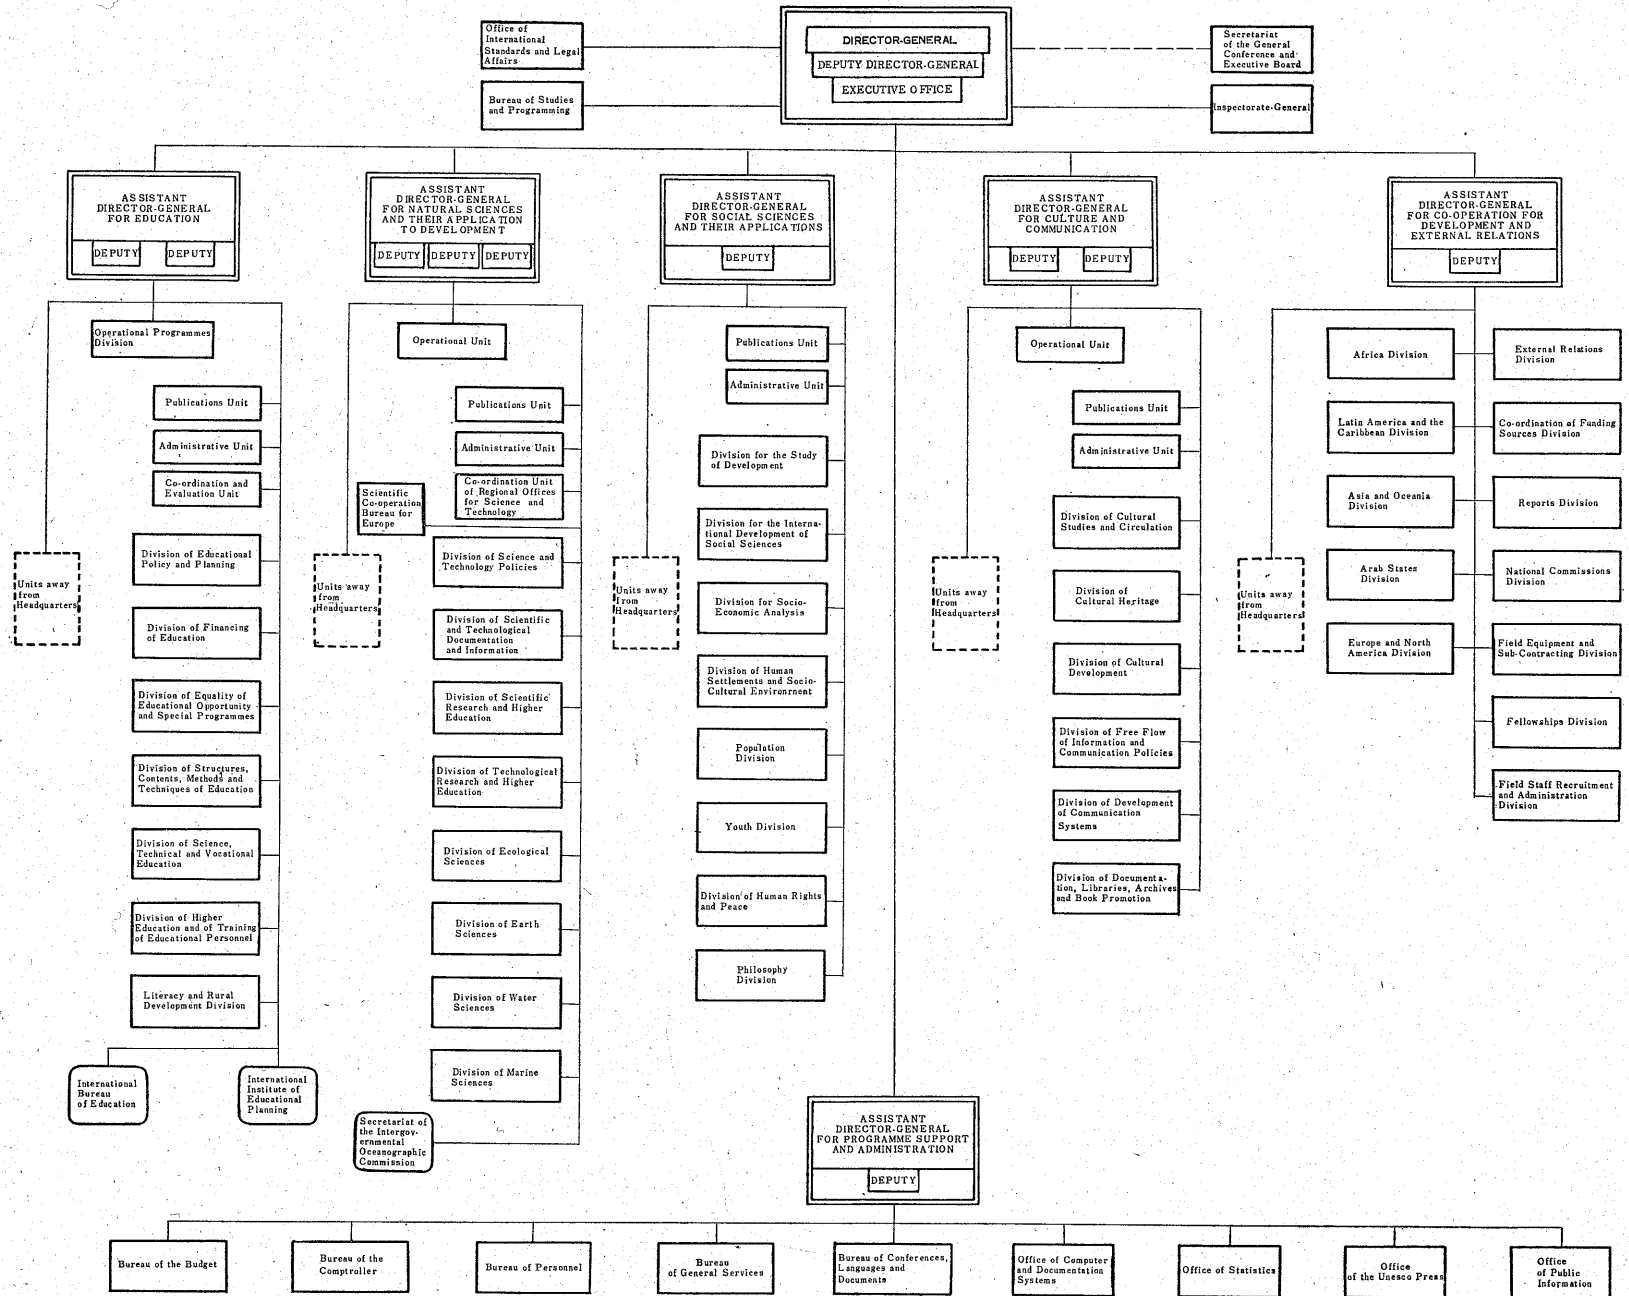 Office of
International
Standards and Legal
Affairs
Bureau of Studies
and Programming
DIRECTOR-GENERAL
DEPUTY DIRECTOR-GENERAL
EXECUTIVE OFFICE
Secretariat
of the General
Conference and
Executive Board
Inspectorate-General
ASSISTANT
DIRECTOR-GENERAL
FOR EDUCATION
DEPUTY
DEPUTY
ASSISTANT
DIRECTOR-GENERAL
FOR NATURAL SCIENCES
AND THEIR APPLICATION
TO DEVELOPMENT
DEPUTY
DEPUTY
DEPUTY
ASSISTANT
DIRECTOR-GENERAL
FOR SOCIAL SCIENCES
AND THEIR APPLICATIONS
DEPUTY
ASSISTANT
DIRECTOR-GENERAL
FOR CULTURE AND
COMMUNICATION
DEPUTY
DEPUTY
ASSISTANT
DIRECTOR-GENERAL
FOR CO-OPERATION FOR
DEVELOPMENT AND
EXTERNAL RELATIONS
DEPUTY
Operational Programmes
Division
Publications Unit
Administrative Unit
Co-ordination and
Evaluation Unit
Units away
from
Headquarters
Division of Educational
Policy and Planning
Division of Financing
of Education
Division of Equality of
Educational Opportunity
and Special Programmes
Division of Structures,
Contents, Methods and
Techniques of Education
Division of Science,
Technical and Vocational
Education
Division of Higher
Education and of Training
of Educational Personnel
Literacy and Rural
Development Division
International
Bureau
of Education
International
Institute of
Educational
Planning
Operational Unit
Publications Unit
Administrative Unit
Co-ordination Unit
of Regional Offices
for Science and
Technology
Scientific
Co-operation
Bureau for
Europe
Units away
from
Headquarters
Division of Science and
Technology Policies
Division of Scientific
and Technological
Documentation
and Information
Division of Scientific
Research and Higher
Education
Division of Technological
Research and Higher
Education
Division of Ecological
Sciences
Division of Earth
Sciences
Division of Water
Sciences
Division of Marine
Sciences
Secretariat of
the Intergov-
ernmental
Oceanographic
Commission
Publications Unit
Administrative Unit
Units away
from
Headquarters
Division for the Study
of Development
Division for the Interna-
tional Development of
Social Sciences
Division for Socio-
Economic Analysis
Division of Human
Settlements and Socio-
Cultural Environment
Population
Division
Youth Division
Division of Human Rights
and Peace
Philosophy
Division
Operational Unit
Publications Unit
Administrative Unit
Units away
from
Headquarters
Division of Cultural
Studies and Circulation
Division of
Cultural Heritage
Division of Cultural
Development
Division of Free Flow
of Information and
Communication Policies
Division of Development
of Communication
Systems
Division of Documenta-
tion, Libraries, Archives
and Book Promotion
Units away
from
Headquarters
Africa Division
Latin America and the
Caribbean Division
Asia and Oceania
Division
Arab States
Division
Europe and North
America Division
External Relations
Division
Co-ordination of Funding
Sources Division
Reports Division
National Commissions
Division
Field Equipment and
Sub-Contracting Division
Fellowships Division
Field Staff Recruitment
and Administration
Division
ASSISTANT
DIRECTOR-GENERAL
FOR PROGRAMME SUPPORT
AND ADMINISTRATION
DEPUTY
Bureau of the Budget
Bureau of the
Comptroller
Bureau of Personnel
Bureau
of General Services
Bureau of Conferences,
Languages and
Documents
Office of Computer
and Documentation
Systems
Office of Statistics
Office
of the Unesco Press
Office
of Public
Information